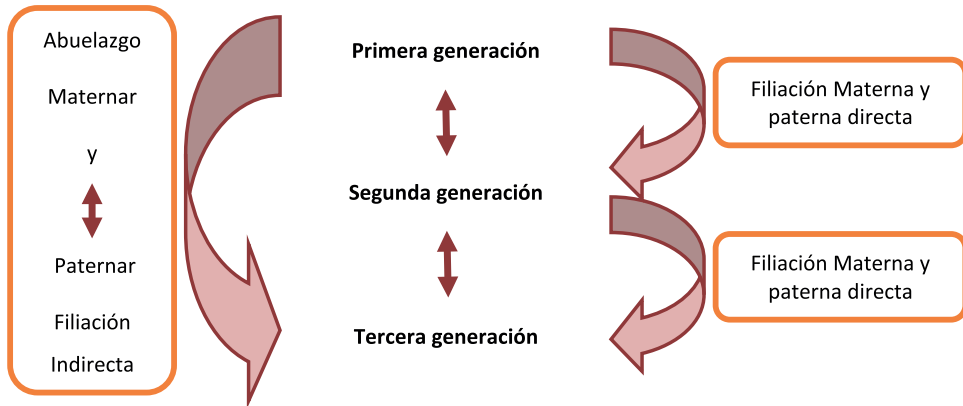 Abuelazgo
Maternar
y
Paternar
Filiación
Indirecta
Primera generación
Segunda generación
Tercera generación
Filiación Materna y
paterna directa
Filiación Materna y
paterna directa